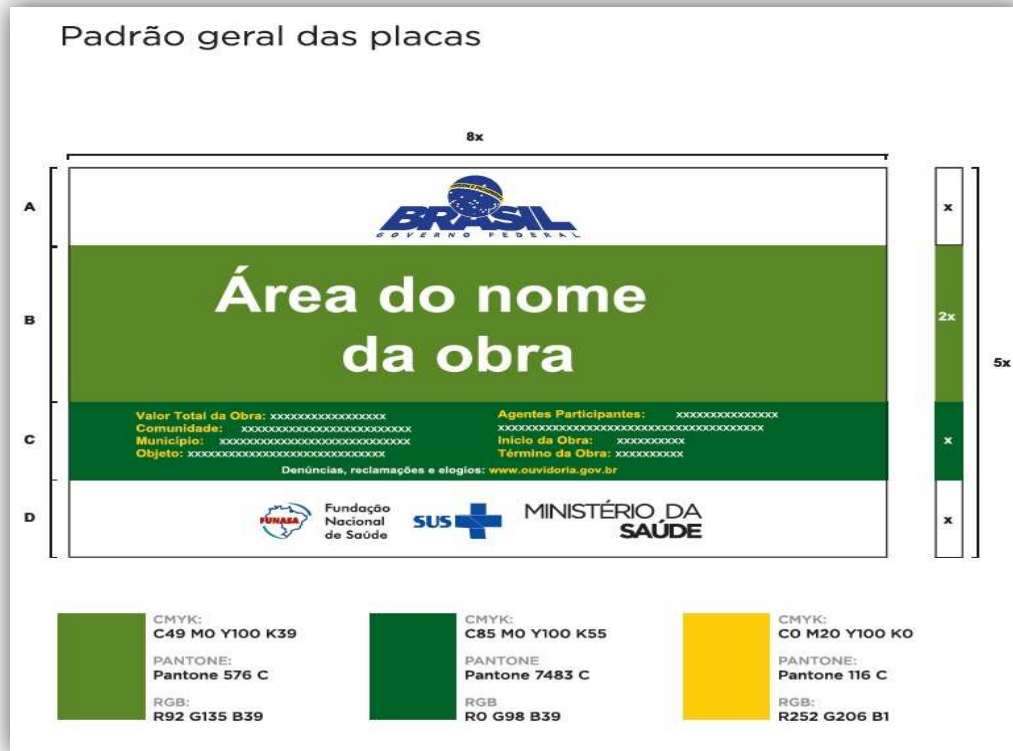 Padrão geral das placas
8x
A
BRASIL
GOVERNO FEDERAL
x
B
Área do nome
da obra
2x
5x
C
Valor Total da Obra: xxxxxxxxxxxxxxxxx
Comunidade: xxxxxxxxxxxxxxxxxxxxxxxxx
Município: xxxxxxxxxxxxxxxxxxxxxxxxxxxx
Objeto: xxxxxxxxxxxxxxxxxxxxxxxxxxxxx
Agentes Participantes: xxxxxxxxxxxxxxx
xxxxxxxxxxxxxxxxxxxxxxxxxxxxxxxxxxxxxxx
Início da Obra: xxxxxxxxxx
Término da Obra: xxxxxxxxxx
Denúncias, reclamações e elogios: www.ouvidoria.gov.br
x
D
FUNASA
Fundação
Nacional
de Saúde
SUS
MINISTÉRIO DA
SAÚDE
x
CMYK:
C49 M0 Y100 K39
PANTONE:
Pantone 576 C
RGB:
R92 G135 B39
CMYK:
C85 M0 Y100 K55
PANTONE
Pantone 7483 C
RGB
R0 G98 B39
CMYK:
C0 M20 Y100 K0
PANTONE:
Pantone 116 C
RGB:
R252 G206 B1